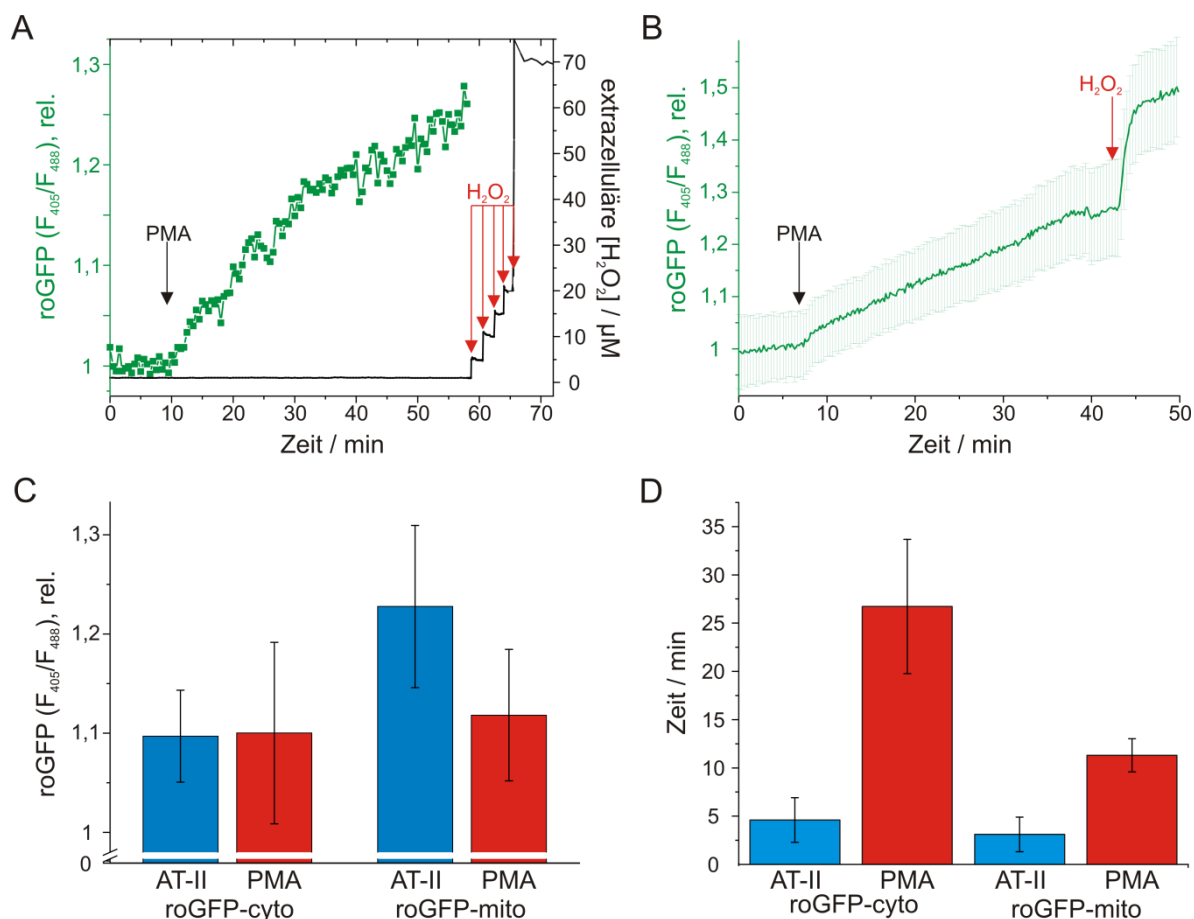 A
roGFP (F405/F488), rel.
1,3
1,2
1,1
1
PMA
H2O2
70
60
50
40
30
20
10
0
extrazelluläre [H2O2] / µM
0 10 20 30 40 50 60 70
Zeit / min
B
roGFP (F405/F488), rel.
1,5
1,4
1,3
1,2
1,1
1
PMA
H2O2
0 10 20 30 40 50
Zeit / min
C
roGFP (F405/F488), rel.
1,3
1,2
1,1
1
0
AT-II PMA AT-II PMA
roGFP-cyto roGFP-mito
D
Zeit / min
35
30
25
20
15
10
5
0
AT-II PMA AT-II PMA
roGFP-cyto roGFP-mito